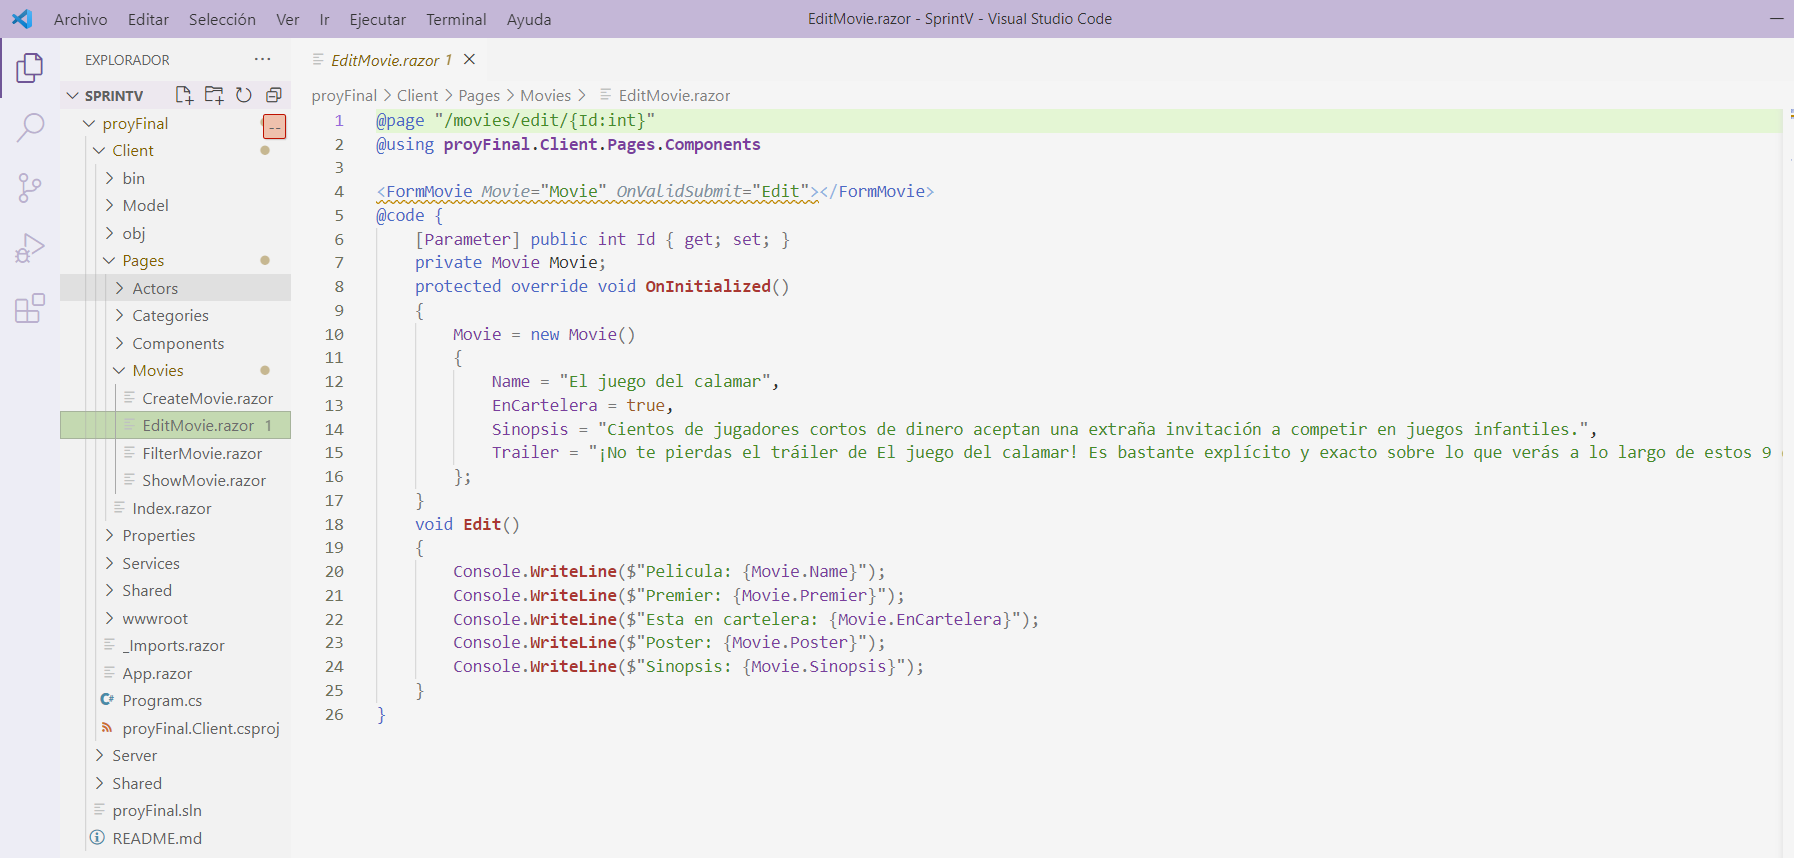 Archivo Editar Selección Ver Ir Ejecutar Terminal Ayuda
EditMovie.razor - SprintV - Visual Studio Code
EXPLORADOR
SPRINTV
proyFinal
Client
bin
Model
obj
Pages
Actors
Categories
Components
Movies
CreateMovie.razor
EditMovie.razor 1
FilterMovie.razor
ShowMovie.razor
Index.razor
Properties
Services
Shared
wwwroot
_Imports.razor
App.razor
Program.cs
proyFinal.Client.csproj
Server
Shared
proyFinal.sln
README.md
EditMovie.razor 1
proyFinal > Client > Pages > Movies > EditMovie.razor
1 @page "/movies/edit/{Id:int}"
2 @using proyFinal.Client.Pages.Components
3
4 <FormMovie Movie="Movie" OnValidSubmit="Edit"></FormMovie>
5 @code {
6 [Parameter] public int Id { get; set; }
7 private Movie Movie;
8 protected override void OnInitialized()
9 {
10 Movie = new Movie()
11 {
12 Name = "El juego del calamar",
13 EnCartelera = true,
14 Sinopsis = "Cientos de jugadores cortos de dinero aceptan una extraña invitación a competir en juegos infantiles.",
15 Trailer = "¡No te pierdas el tráiler de El juego del calamar! Es bastante explícito y exacto sobre lo que verás a lo largo de estos 9
16 };
17 }
18 void Edit()
19 {
20 Console.WriteLine($"Pelicula: {Movie.Name}");
21 Console.WriteLine($"Premier: {Movie.Premier}");
22 Console.WriteLine($"Esta en cartelera: {Movie.EnCartelera}");
23 Console.WriteLine($"Poster: {Movie.Poster}");
24 Console.WriteLine($"Sinopsis: {Movie.Sinopsis}");
25 }
26 }